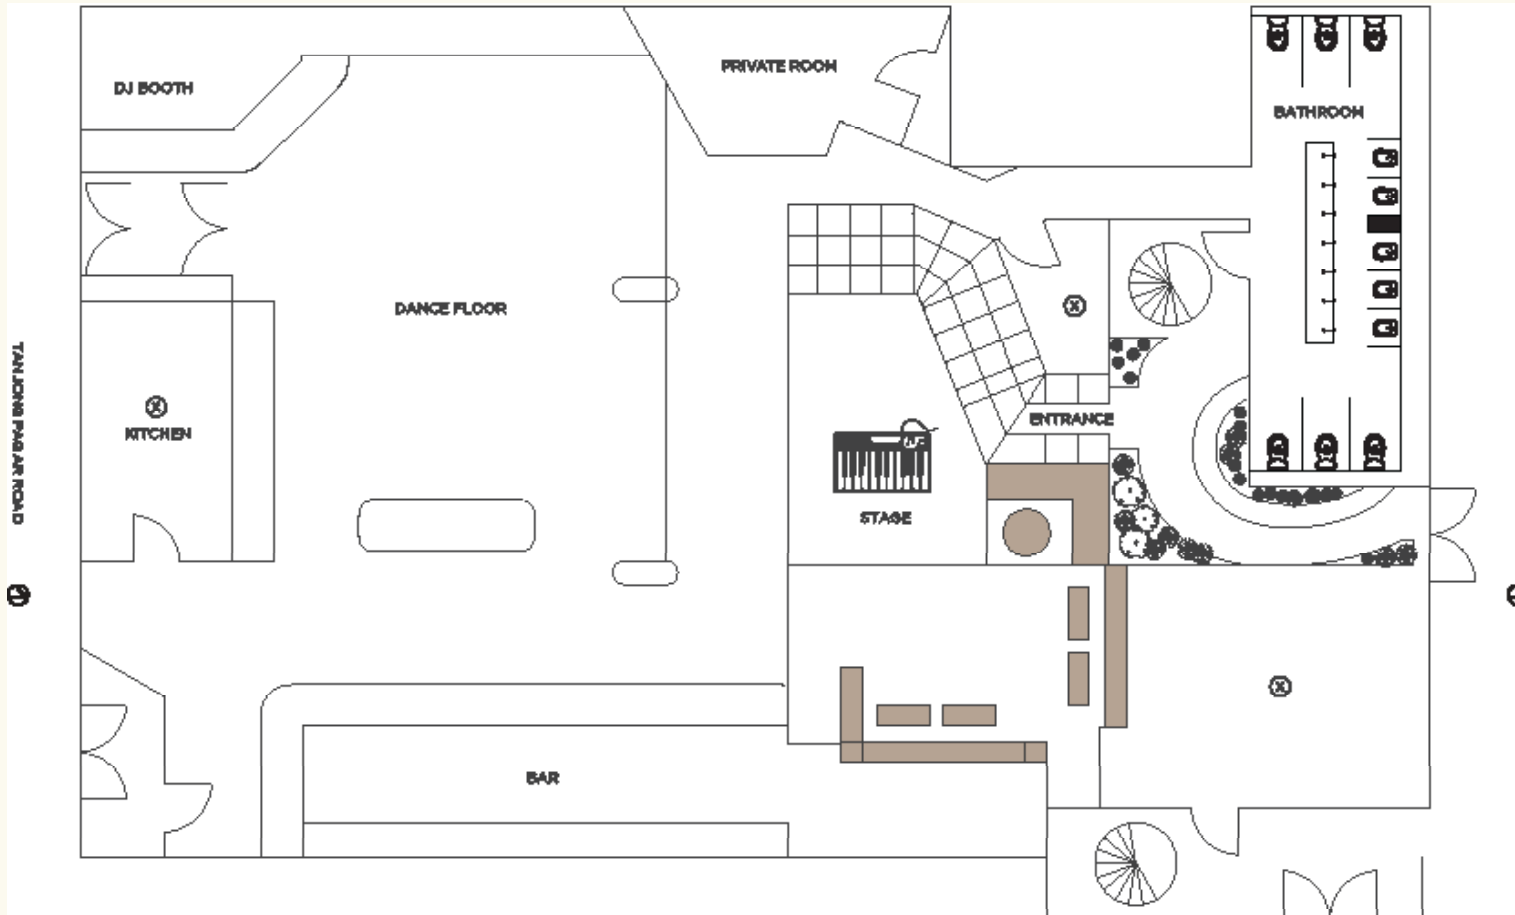 PRIVATE ROOM
DJ BOOTH
BATHROOM
DANCE FLOOR
X
X
KITCHEN
ENTRANCE
STAGE
TANJONG PAGAR ROAD
X
BAR